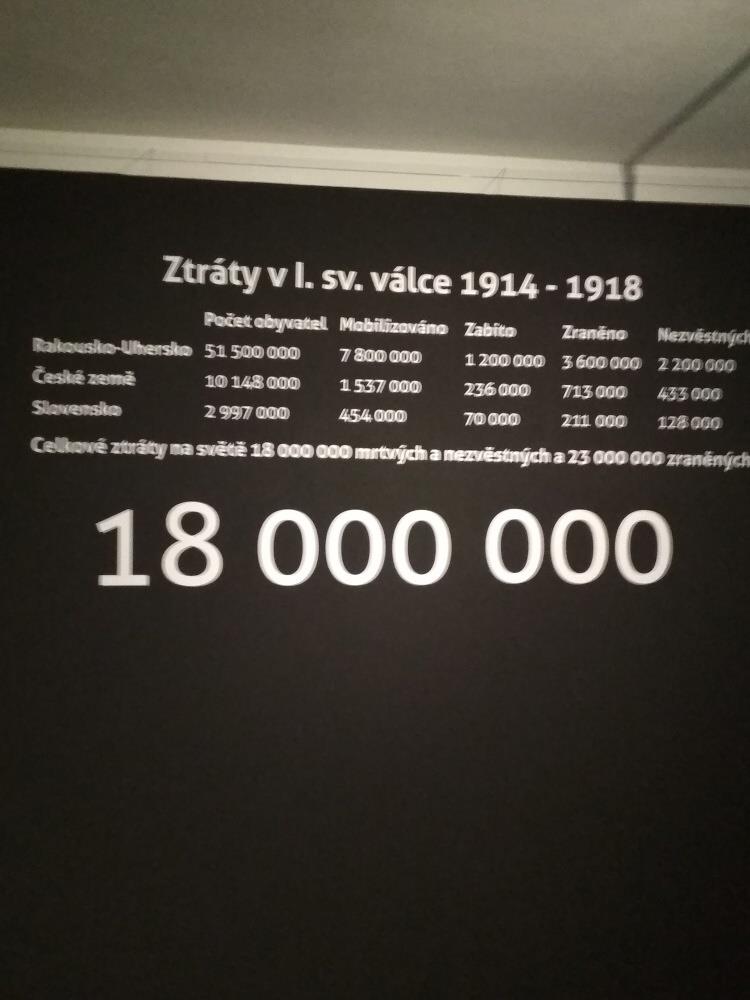 Ztráty v I. sv. válce 1914 - 1918
Počet obyvatel Mobilizováno Zabito Zraněno Nezvěstných
Rakousko-Uhersko 51 500 000 7 800 000 1 200 000 3 600 000 2 200 000
České země 10 148 000 1 537 000 236 000 713 000 433 000
Slovensko 2 997 000 454 000 70 000 211 000 128 000
Celkové ztráty na světě 18 000 000 mrtvých a nezvěstných a 23 000 000 zraněných
18 000 000